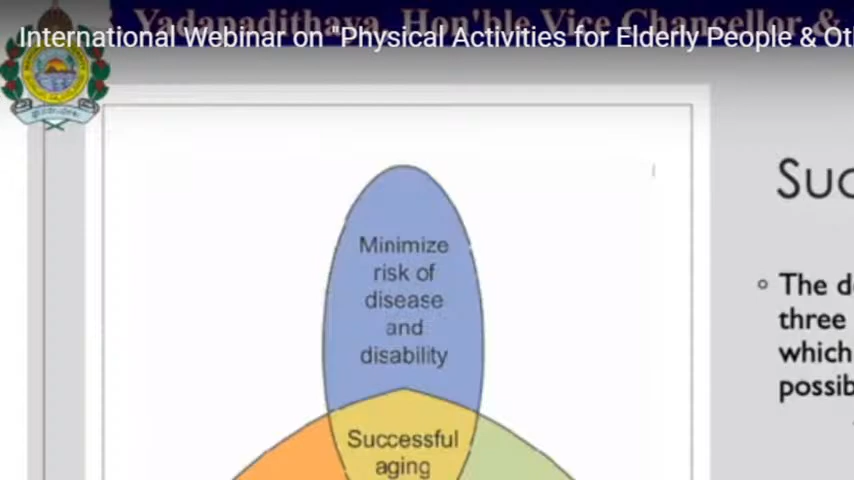 Yadapadithaya, Hon'ble Vice Chancellor &
International Webinar on "Physical Activities for Elderly People & Ot
Suc
Minimize
risk of
disease
and
disability
Successful
aging
The d
three
which
possib